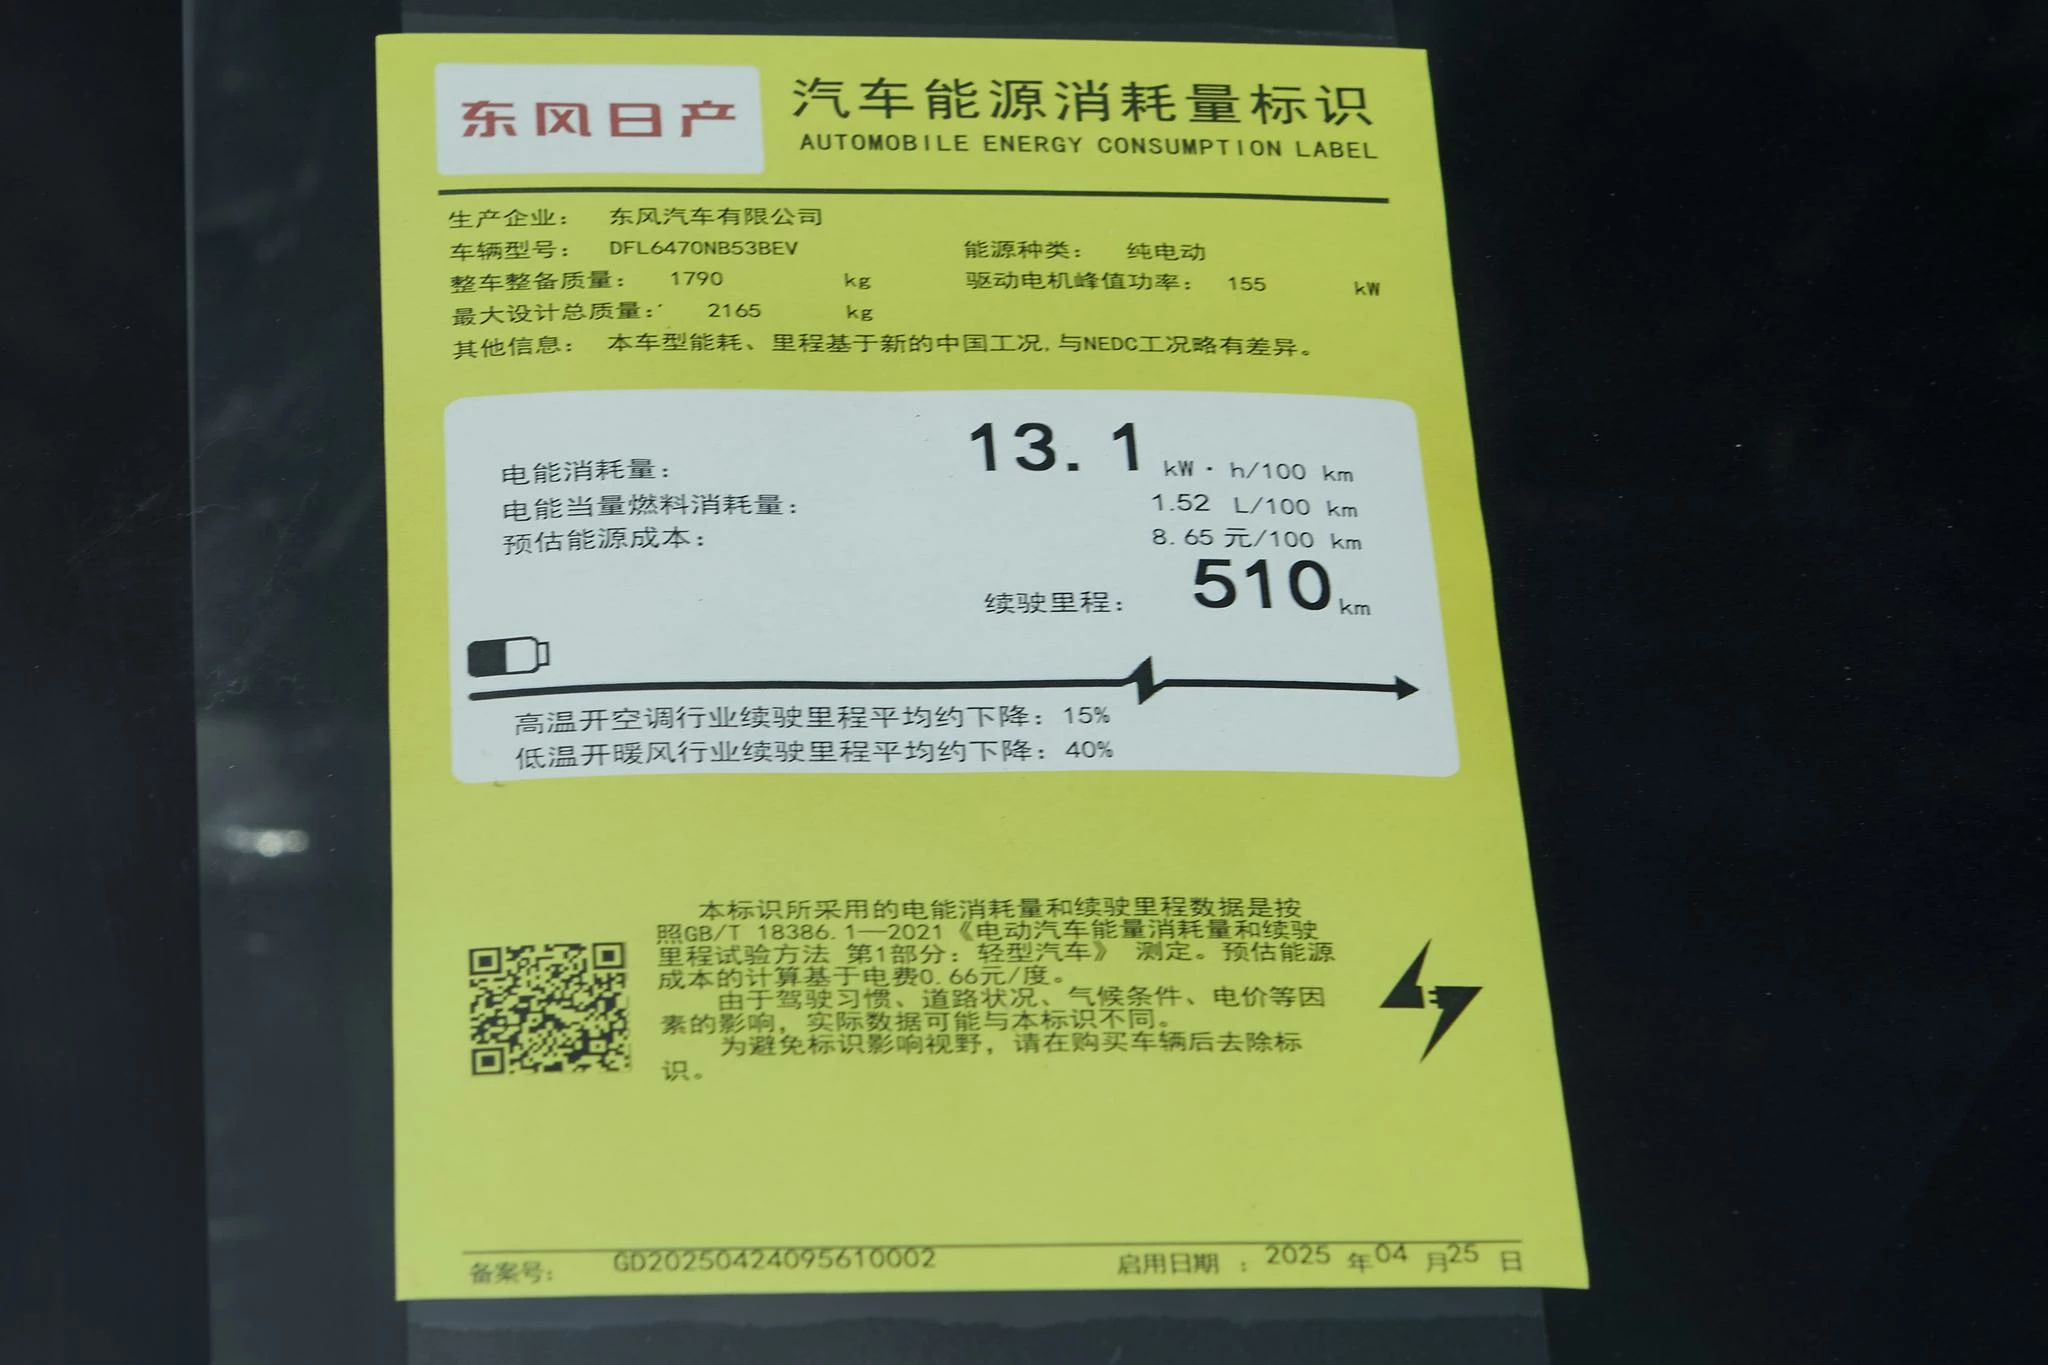 东风日产
汽车能源消耗量标识
AUTOMOBILE ENERGY CONSUMPTION LABEL
生产企业： 东风汽车有限公司
车辆型号： DFL6470NB53BEV 能源种类： 纯电动
整车整备质量： 1790 kg 驱动电机峰值功率： 155 kW
最大设计总质量： 2165 kg
其他信息： 本车型能耗、里程基于新的中国工况,与NEDC工况略有差异。
电能消耗量： 13.1 kW·h/100 km
电能当量燃料消耗量： 1.52 L/100 km
预估能源成本： 8.65 元/100 km
续驶里程： 510 km
高温开空调行业续驶里程平均约下降： 15%
低温开暖风行业续驶里程平均约下降： 40%
本标识所采用的电能消耗量和续驶里程数据是按
照GB/T 18386.1—2021《电动汽车能量消耗量和续驶
里程试验方法 第1部分：轻型汽车》 测定。预估能源
成本的计算基于电费0.66元/度。
由于驾驶习惯、道路状况、气候条件、电价等因
素的影响，实际数据可能与本标识不同。
为避免标识影响视野，请在购买车辆后去除标
识。
备案号： GD20250424095610002 启用日期 ： 2025 年04 月25 日